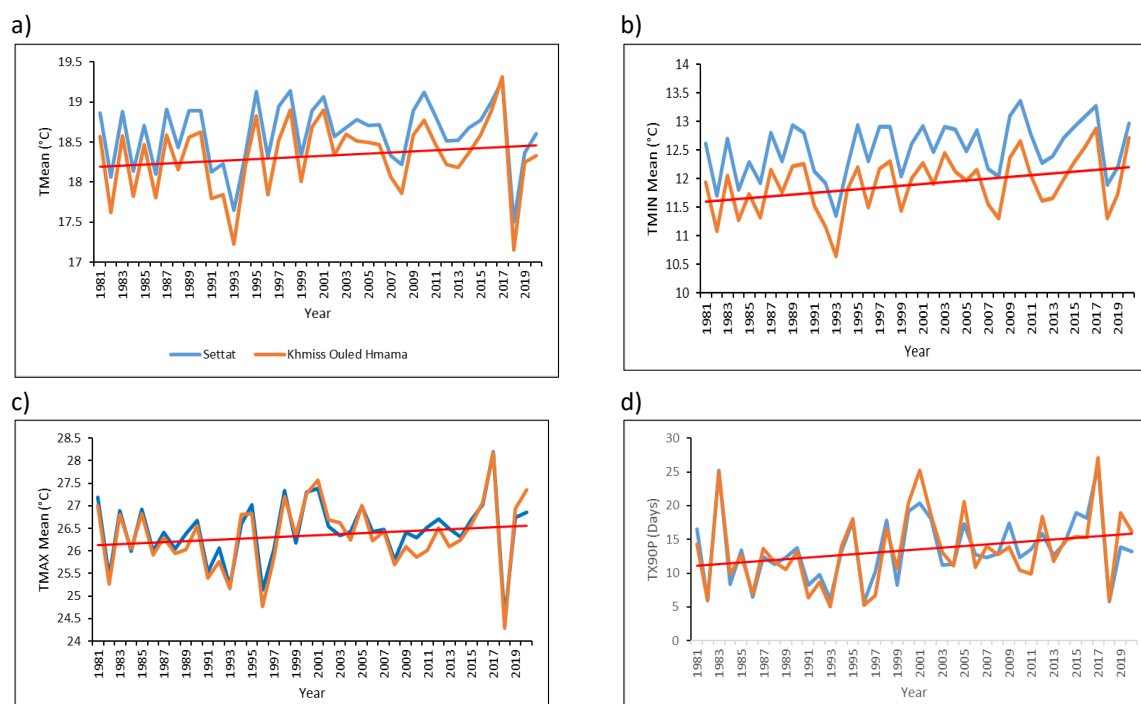 a)
19.5
19
18.5
18
17.5
17
TMean (°C)
1981 1983 1985 1987 1989 1991 1993 1995 1997 1999 2001 2003 2005 2007 2009 2011 2013 2015 2017 2019
Year
Settat Khmiss Ouled Hmama
b)
14
13.5
13
12.5
12
11.5
11
10.5
10
TMIN Mean (°C)
1981 1983 1985 1987 1989 1991 1993 1995 1997 1999 2001 2003 2005 2007 2009 2011 2013 2015 2017 2019
Year
c)
28.5
28
27.5
27
26.5
26
25.5
25
24.5
24
TMAX Mean (°C)
1981 1983 1985 1987 1989 1991 1993 1995 1997 1999 2001 2003 2005 2007 2009 2011 2013 2015 2017 2019
Year
d)
30
25
20
15
10
5
0
TX90P (Days)
1981 1983 1985 1987 1989 1991 1993 1995 1997 1999 2001 2003 2005 2007 2009 2011 2013 2015 2017 2019
Year